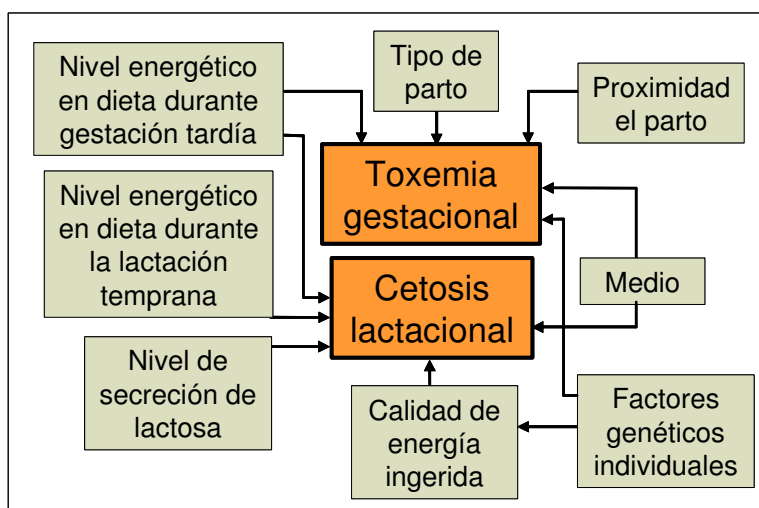 Nivel energético
en dieta durante
gestación tardía
Tipo de
parto
Proximidad
el parto
Toxemia
gestacional
Nivel energético
en dieta durante
la lactación
temprana
Cetosis
lactacional
Medio
Nivel de
secreción de
lactosa
Calidad de
energía
ingerida
Factores
genéticos
individuales